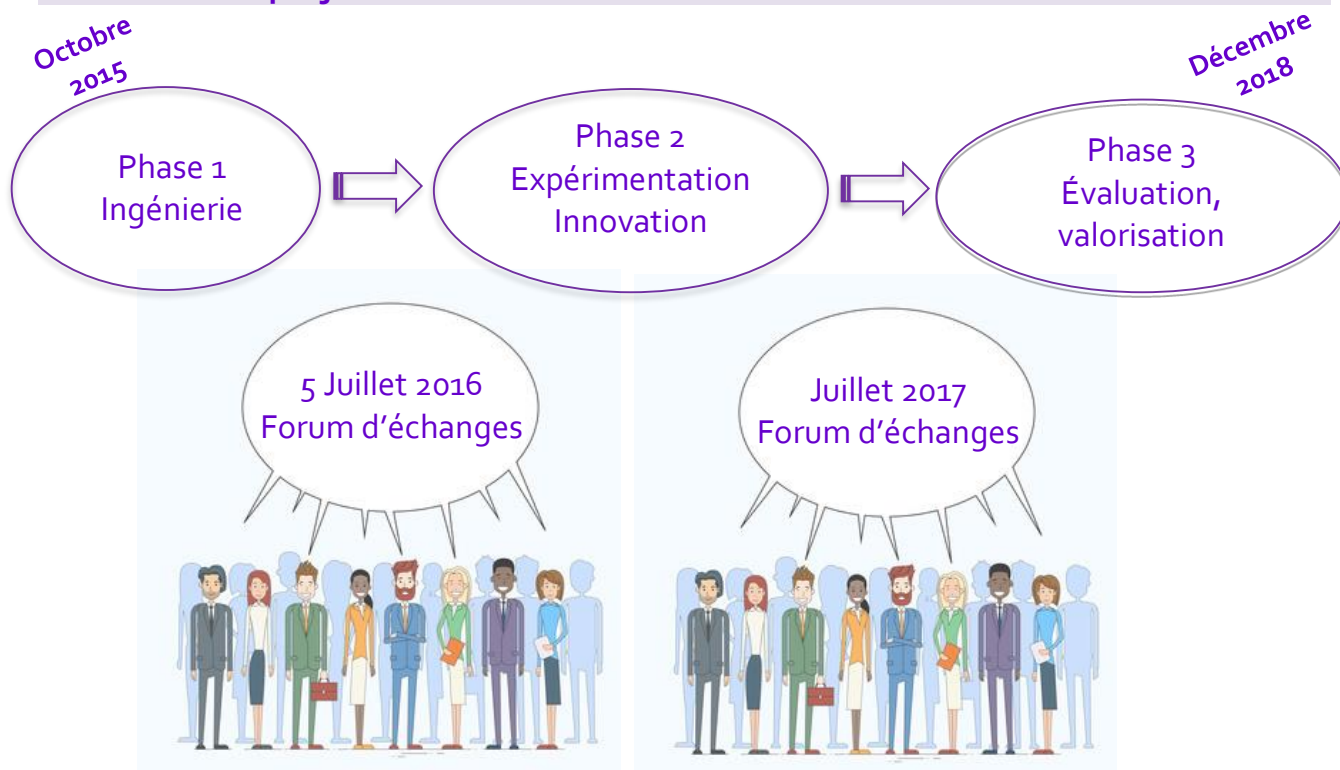 Octobre
2015
Décembre
2018
Phase 1
Ingénierie
Phase 2
Expérimentation
Innovation
Phase 3
Évaluation,
valorisation
5 Juillet 2016
Forum d’échanges
Juillet 2017
Forum d’échanges